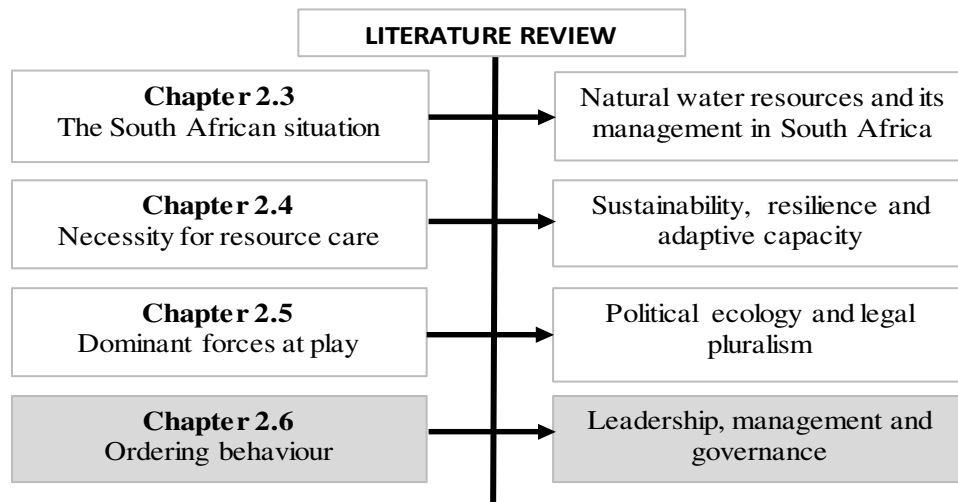 LITERATURE REVIEW
Chapter 2.3
The South African situation
Natural water resources and its
management in South Africa
Chapter 2.4
Necessity for resource care
Sustainability, resilience and
adaptive capacity
Chapter 2.5
Dominant forces at play
Political ecology and legal
pluralism
Chapter 2.6
Ordering behaviour
Leadership, management and
governance